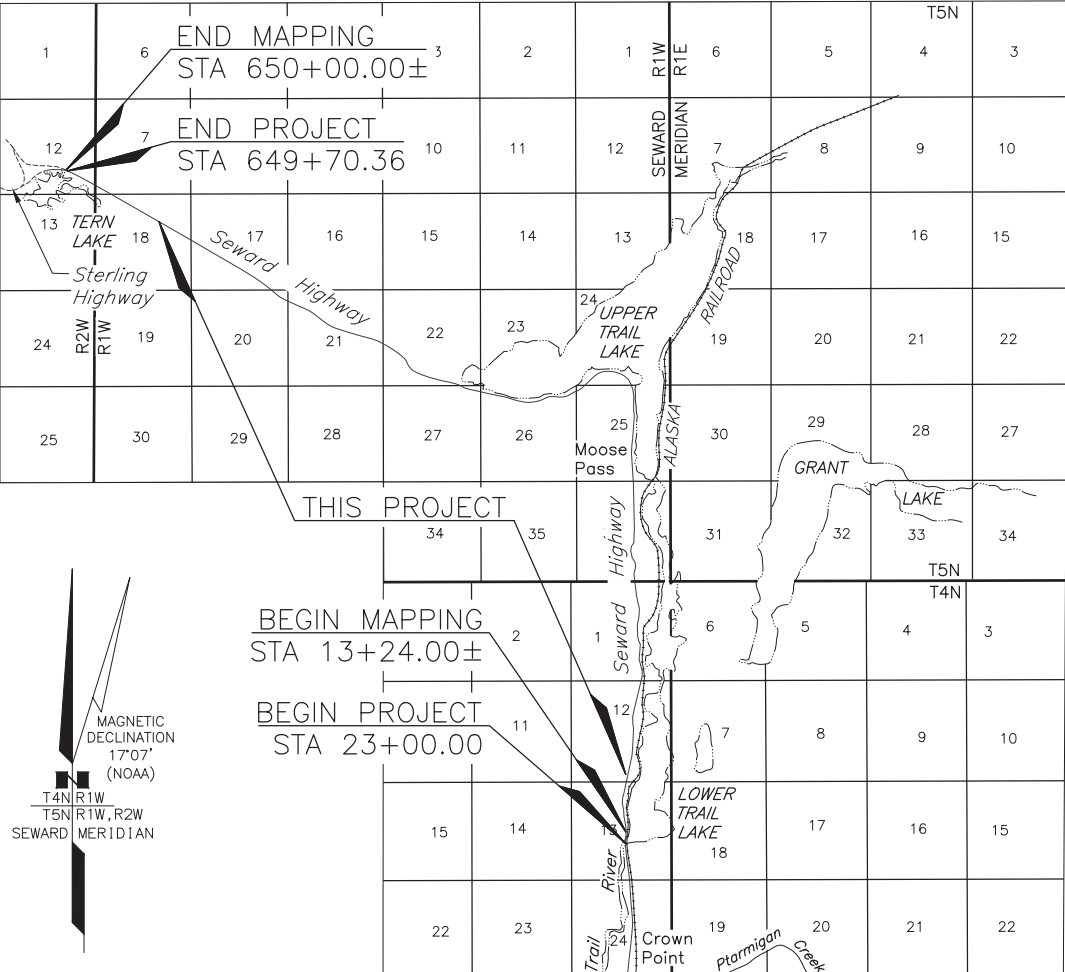 T5N
1 6 3 2 1 6 5 4 3
END MAPPING
STA 650+00.00±
R1W
R1E
SEWARD
MERIDIAN
END PROJECT
STA 649+70.36
12 7 10 11 12 7 8 9 10
13 18 17 16 15 14 13 18 17 16 15
TERN
LAKE
Seward Highway
Sterling
Highway
RAILROAD
R2W
R1W
24 19 20 21 22 23 24 19 20 21 22
UPPER
TRAIL
LAKE
25 30 29 28 27 26 25 30 29 28 27
Moose
Pass
ALASKA
GRANT
LAKE
THIS PROJECT
34 35 31 32 33 34
Seward Highway
T5N
T4N
BEGIN MAPPING
STA 13+24.00±
2 1 6 5 4 3
BEGIN PROJECT
STA 23+00.00
11 12 7 8 9 10
MAGNETIC
DECLINATION
17°07'
(NOAA)
N
T4N R1W
T5N R1W,R2W
SEWARD MERIDIAN
LOWER
TRAIL
LAKE
15 14 13 18 17 16 15
Trail River
22 23 24 19 20 21 22
Crown
Point
Ptarmigan Creek